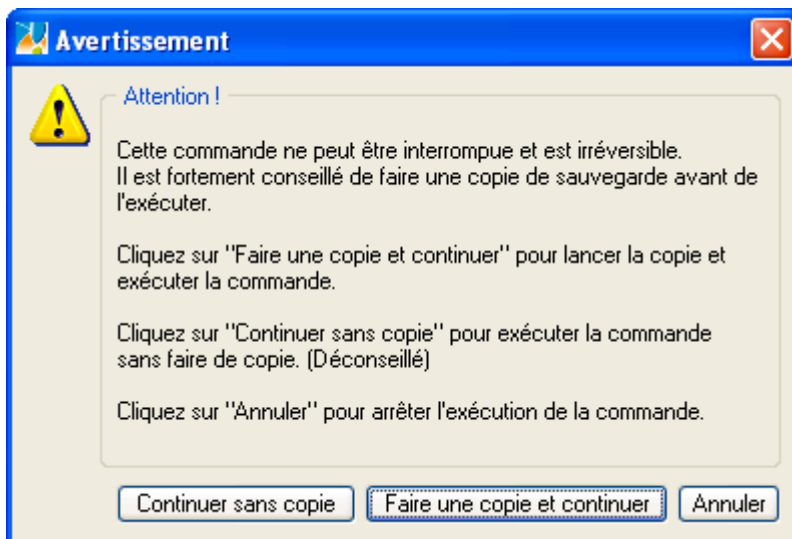 Avertissement
Attention !
Cette commande ne peut être interrompue et est irréversible.
Il est fortement conseillé de faire une copie de sauvegarde avant de
l'exécuter.
Cliquez sur "Faire une copie et continuer" pour lancer la copie et
exécuter la commande.
Cliquez sur "Continuer sans copie" pour exécuter la commande
sans faire de copie. (Déconseillé)
Cliquez sur "Annuler" pour arrêter l'exécution de la commande.
Continuer sans copie
Faire une copie et continuer
Annuler